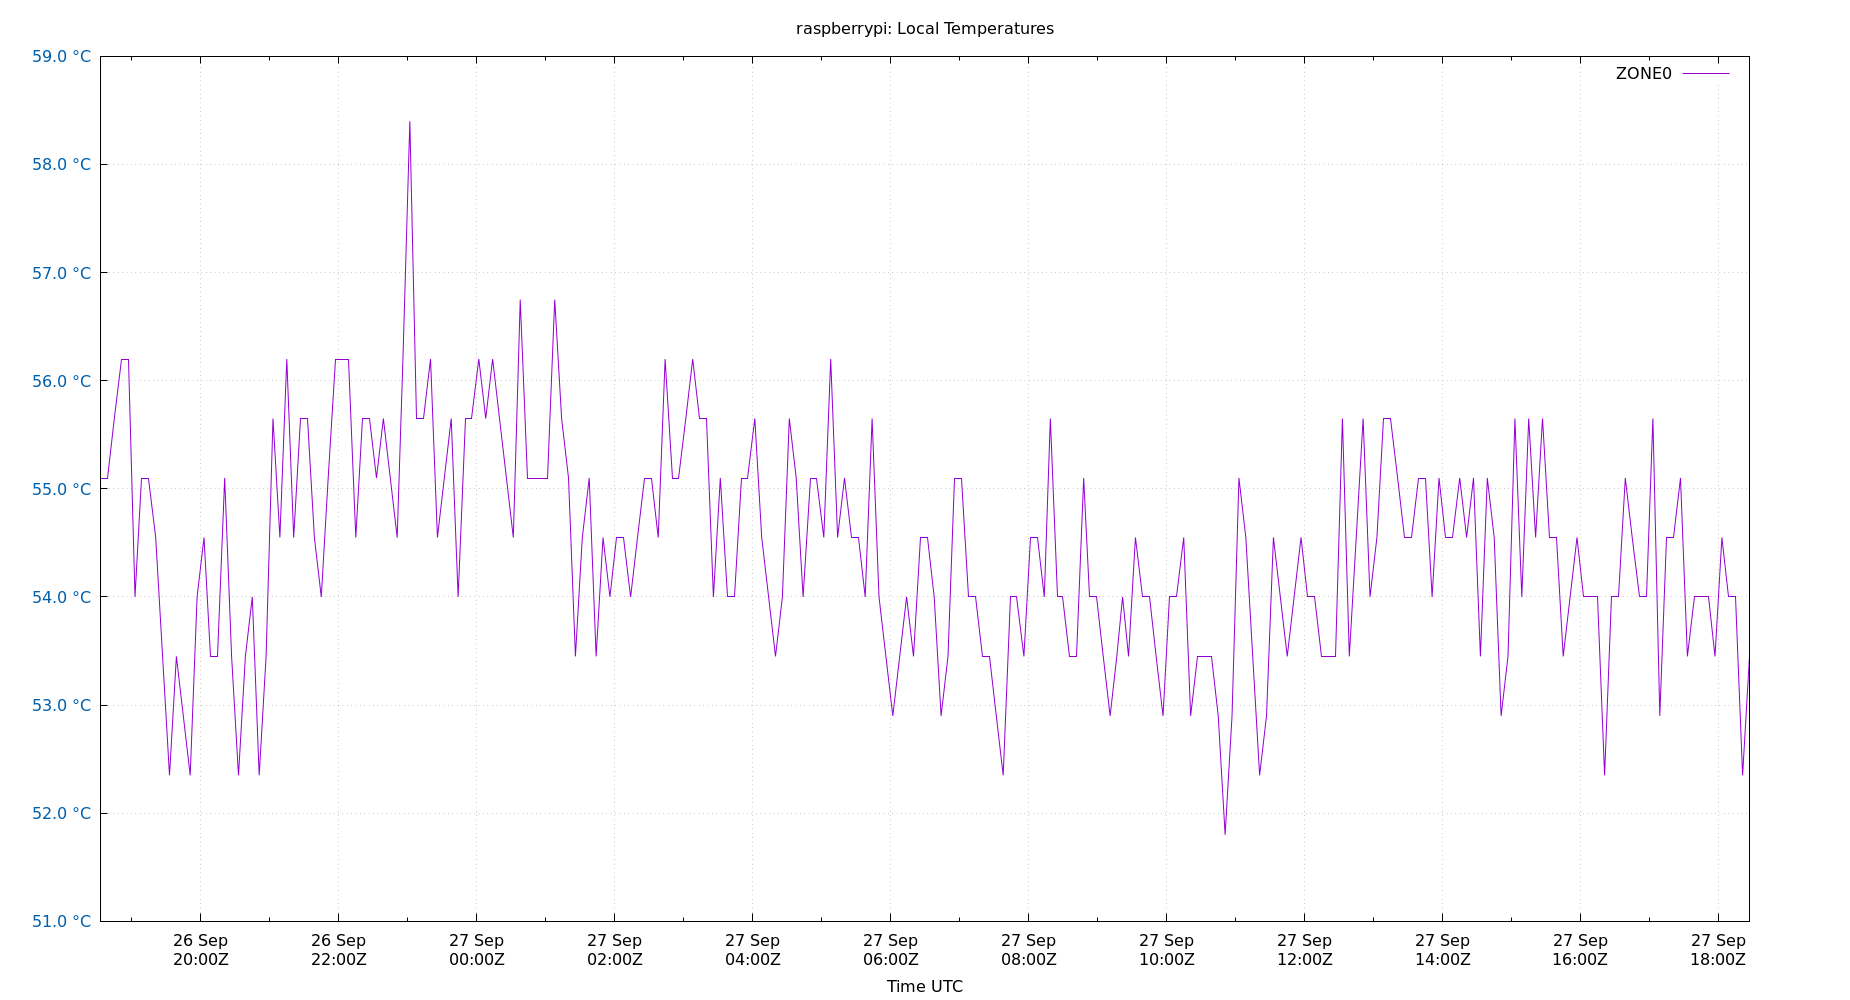 raspberrypi: Local Temperatures
59.0 °C
ZONE0
58.0 °C
57.0 °C
56.0 °C
55.0 °C
54.0 °C
53.0 °C
52.0 °C
51.0 °C
26 Sep 26 Sep 27 Sep 27 Sep 27 Sep 27 Sep 27 Sep 27 Sep 27 Sep 27 Sep 27 Sep 27 Sep
20:00Z 22:00Z 00:00Z 02:00Z 04:00Z 06:00Z 08:00Z 10:00Z 12:00Z 14:00Z 16:00Z 18:00Z
Time UTC